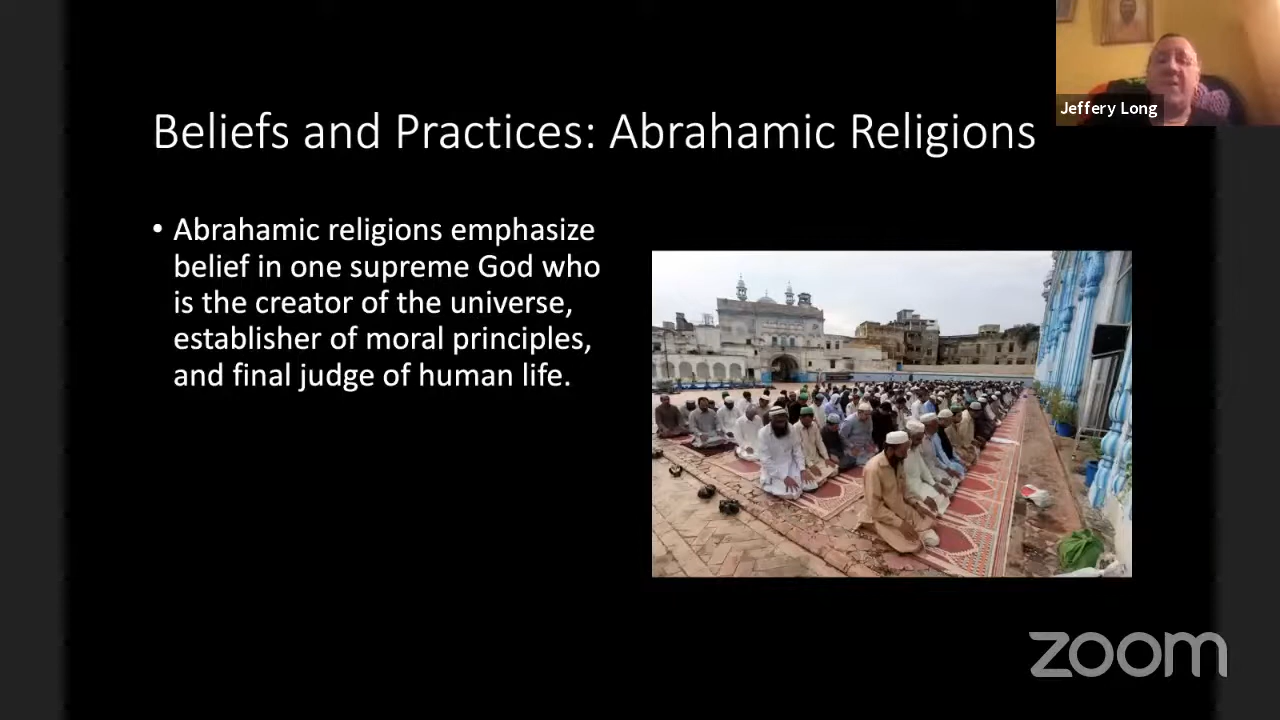 Jeffery Long
Beliefs and Practices: Abrahamic Religions
• Abrahamic religions emphasize
belief in one supreme God who
is the creator of the universe,
establisher of moral principles,
and final judge of human life.
zoom